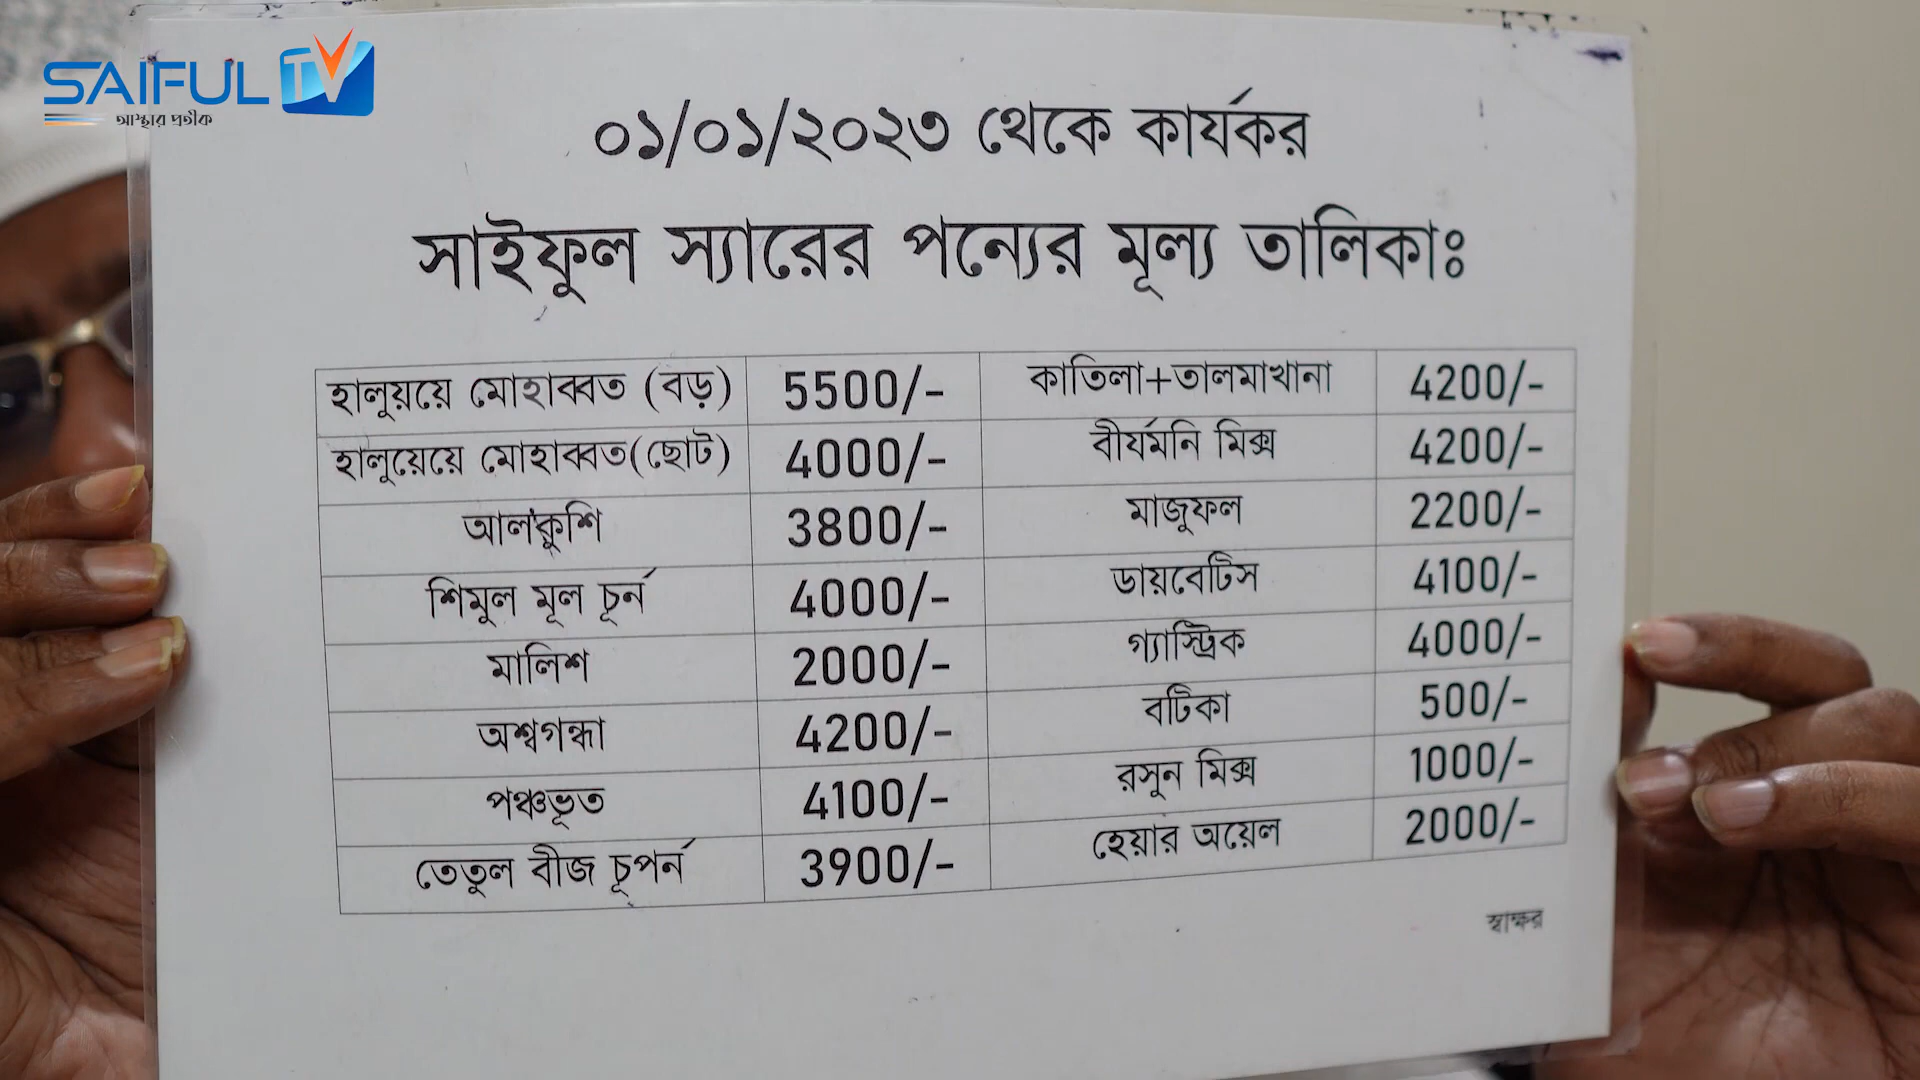 SAIFUL TV
আস্থার প্রতীক
০১/০১/২০২৩ থেকে কার্যকর
সাইফুল স্যারের পন্যের মূল্য তালিকাঃ
হালুয়য়ে মোহাব্বত (বড়) 5500/- কাতিলা+তালমাখানা 4200/-
হালুয়েয়ে মোহাব্বত(ছোট) 4000/- বীর্যমনি মিক্স 4200/-
আলকুশি 3800/- মাজুফল 2200/-
শিমুল মূল চূর্ন 4000/- ডায়বেটিস 4100/-
মালিশ 2000/- গ্যাস্ট্রিক 4000/-
অশ্বগন্ধা 4200/- বটিকা 500/-
পঞ্চভূত 4100/- রসুন মিক্স 1000/-
তেতুল বীজ চূপর্ন 3900/- হেয়ার অয়েল 2000/-
স্বাক্ষর